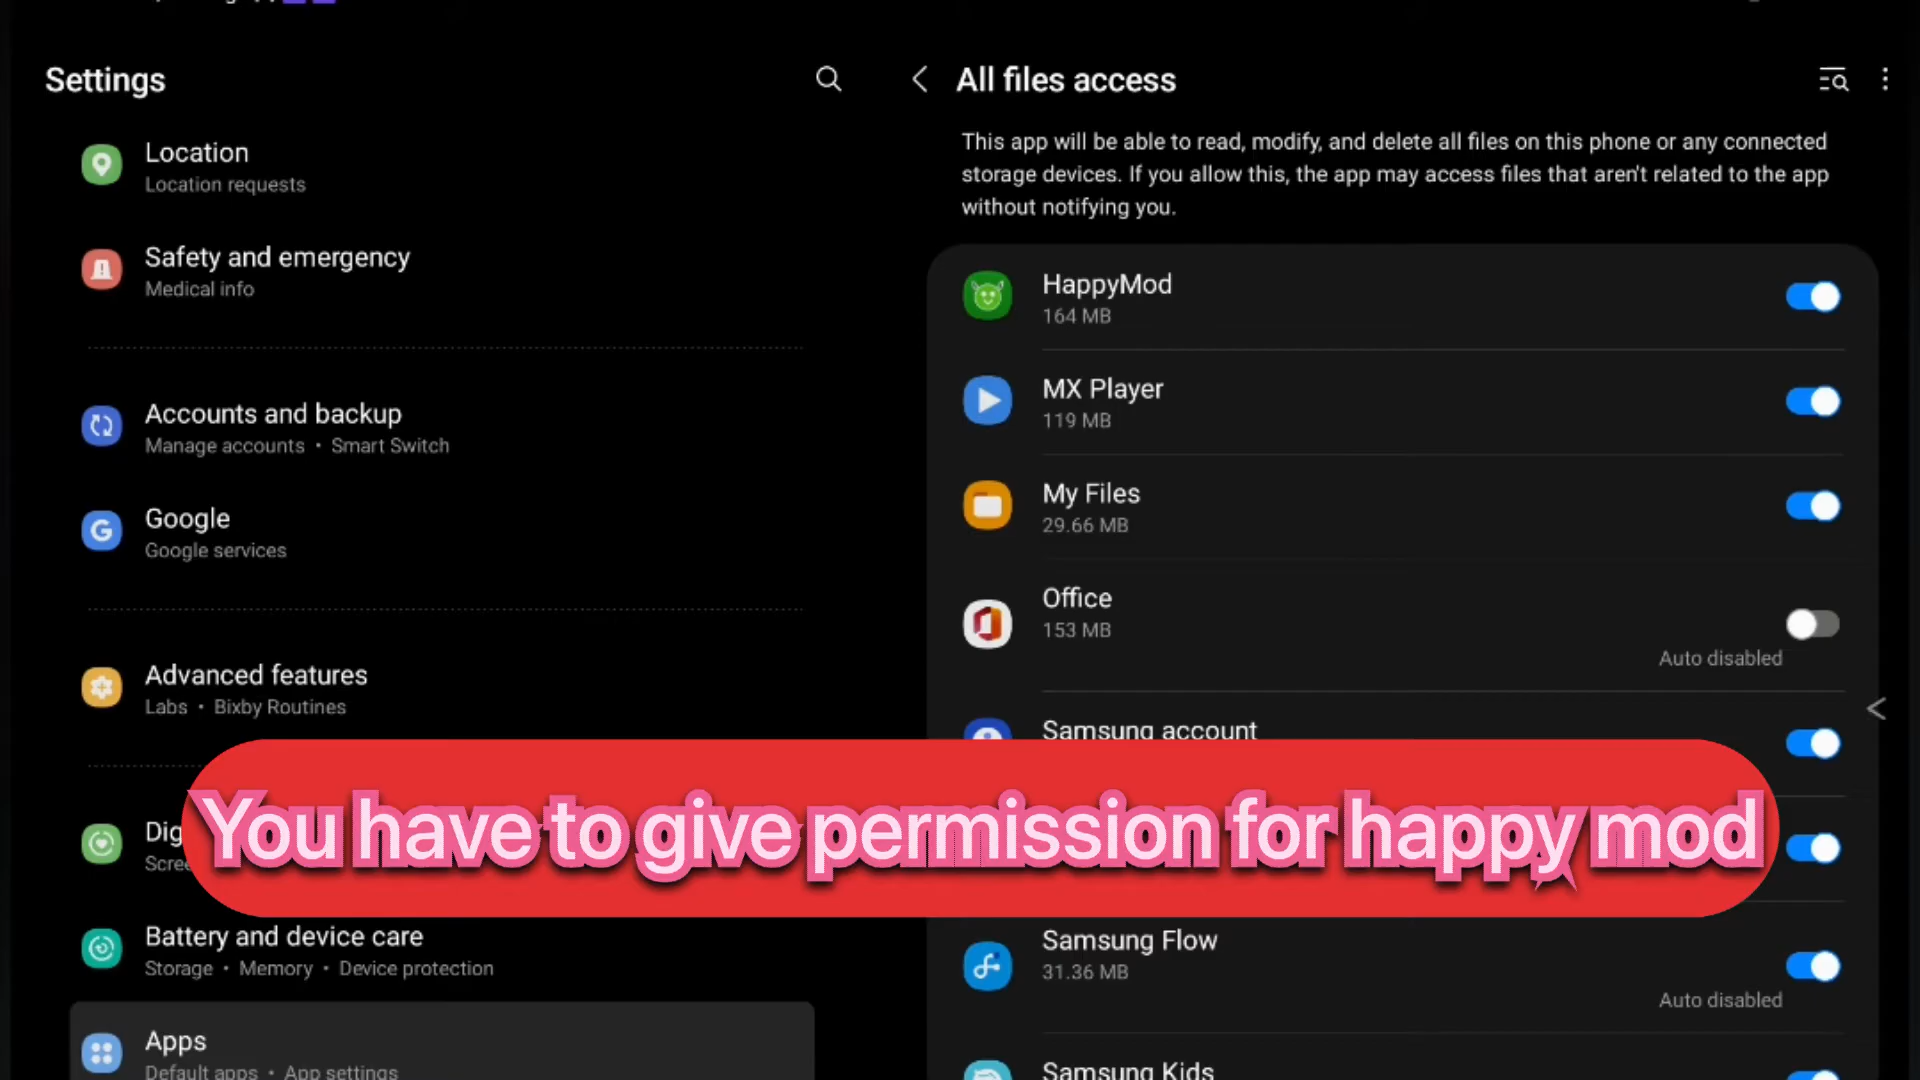 Settings
Location
Location requests
Safety and emergency
Medical info
Accounts and backup
Manage accounts • Smart Switch
Google
Google services
Advanced features
Labs • Bixby Routines
Dig
Scree
Battery and device care
Storage • Memory • Device protection
Apps
Default apps • App settings
All files access
This app will be able to read, modify, and delete all files on this phone or any connected
storage devices. If you allow this, the app may access files that aren't related to the app
without notifying you.
HappyMod
164 MB
MX Player
119 MB
My Files
29.66 MB
Office
153 MB
Auto disabled
Samsung account
You have to give permission for happy mod
Samsung Flow
31.36 MB
Auto disabled
Samsung Kids